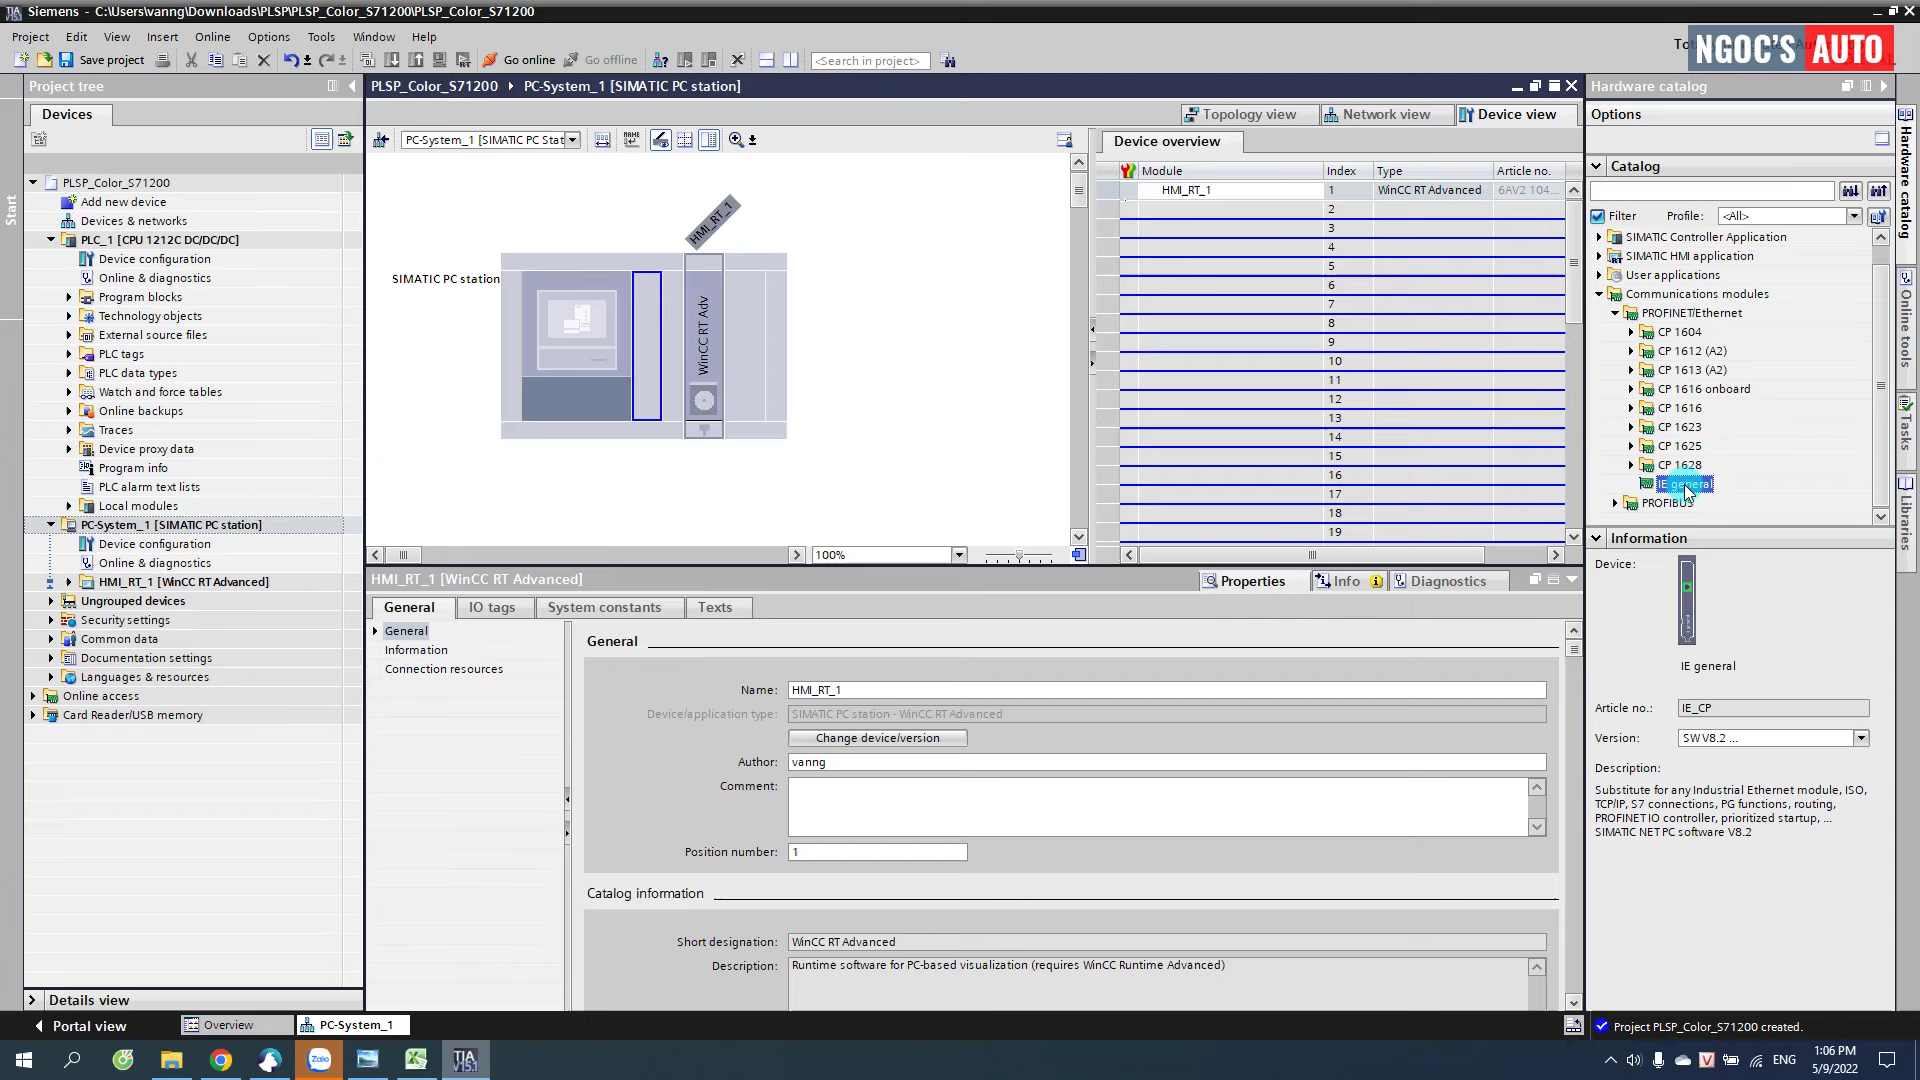 Siemens - C:\Users\vanng\Downloads\PLSP\PLSP_Color_S71200\PLSP_Color_S71200
Project Edit View Insert Online Options Tools Window Help
NGOC'S AUTO
Save project Go online Go offline <Search in project>
Project tree
PLSP_Color_S71200 PC-System_1 [SIMATIC PC station]
Hardware catalog
Devices
Topology view Network view Device view
Options
PC-System_1 [SIMATIC PC Stat
Device overview
Module Index Type Article no.
HMI_RT_1 1 WinCC RT Advanced 6AV2 104...
2
3
4
5
6
7
8
9
10
11
12
13
14
15
16
17
18
19
HMI_RT_1
SIMATIC PC station
WinCC RT Adv
100%
Start
PLSP_Color_S71200
Add new device
Devices & networks
PLC_1 [CPU 1212C DC/DC/DC]
Device configuration
Online & diagnostics
Program blocks
Technology objects
External source files
PLC tags
PLC data types
Watch and force tables
Online backups
Traces
Device proxy data
Program info
PLC alarm text lists
Local modules
PC-System_1 [SIMATIC PC station]
Device configuration
Online & diagnostics
HMI_RT_1 [WinCC RT Advanced]
Ungrouped devices
Security settings
Common data
Documentation settings
Languages & resources
Online access
Card Reader/USB memory
Details view
Catalog
Filter Profile: <All>
SIMATIC Controller Application
SIMATIC HMI application
User applications
Communications modules
PROFINET/Ethernet
CP 1604
CP 1612 (A2)
CP 1613 (A2)
CP 1616 onboard
CP 1616
CP 1623
CP 1625
CP 1628
IE general
PROFIBUS
Hardware catalog
Online tools
Tasks
Libraries
Information
Device:
IE general
Article no.: IE_CP
Version: SW V8.2 ...
Description:
Substitute for any Industrial Ethernet module, ISO,
TCP/IP, S7 connections, PG functions, routing,
PROFINET IO controller, prioritized startup, ...
SIMATIC NET PC software V8.2
HMI_RT_1 [WinCC RT Advanced]
Properties Info Diagnostics
General IO tags System constants Texts
General
Information
Connection resources
General
Name: HMI_RT_1
Device/application type: SIMATIC PC station - WinCC RT Advanced
Change device/version
Author: vanng
Comment:
Position number: 1
Catalog information
Short designation: WinCC RT Advanced
Description: Runtime software for PC-based visualization (requires WinCC Runtime Advanced)
Portal view Overview PC-System_1
Project PLSP_Color_S71200 created.
Zalo
TIA V15.1
ENG
1:06 PM
5/9/2022